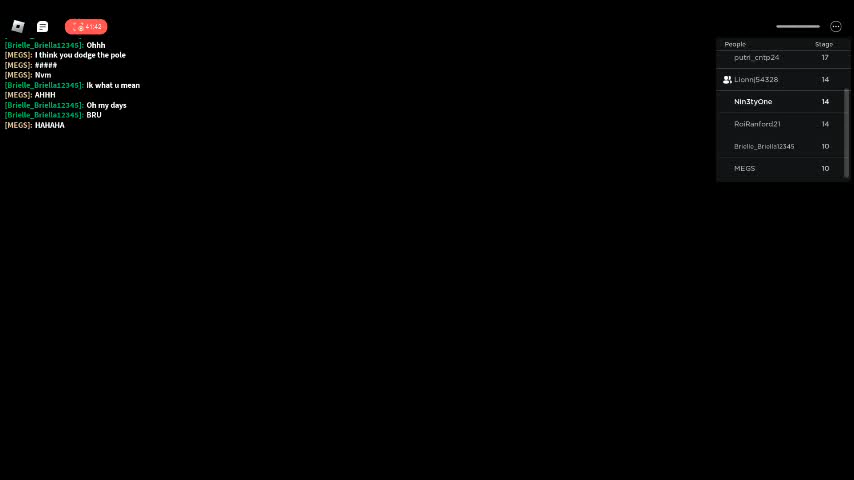 41:42
[Brielle_Briella12345]: Ohhh
[MEGS]: I think you dodge the pole
[MEGS]: #####
[MEGS]: Nvm
[Brielle_Briella12345]: Ik what u mean
[MEGS]: AHHH
[Brielle_Briella12345]: Oh my days
[Brielle_Briella12345]: BRU
[MEGS]: HAHAHA
People Stage
putri_cntp24 17
Lionnj54328 14
Nin3tyOne 14
RoiRanford21 14
Brielle_Briella12345 10
MEGS 10